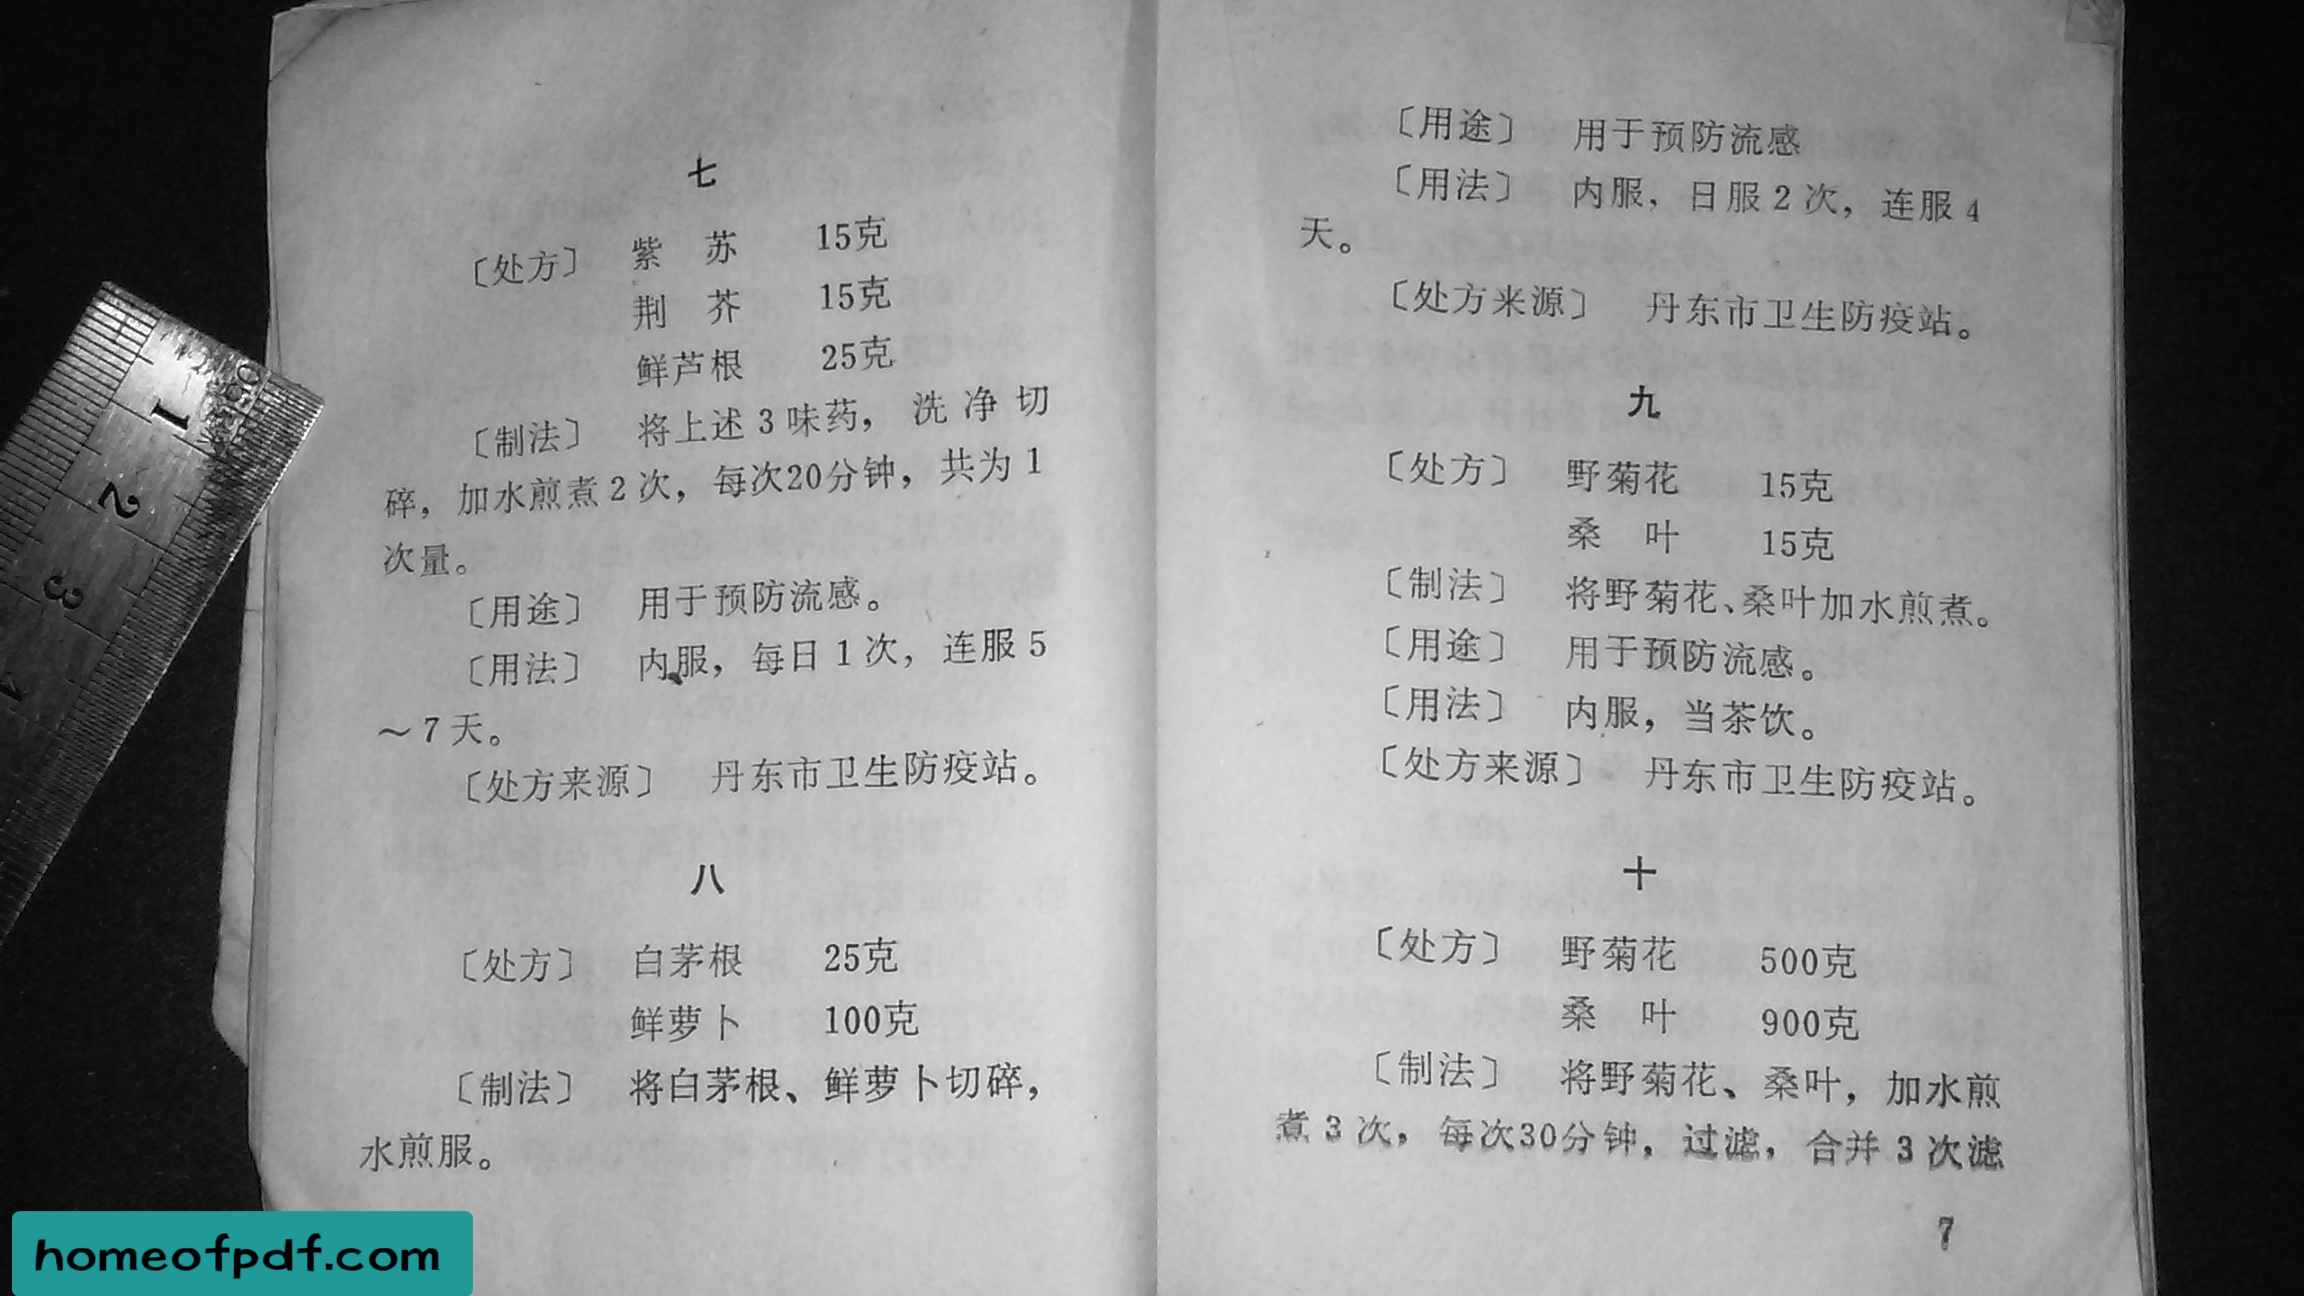 七
〔处方〕 紫 苏 15克
荆 芥 15克
鲜芦根 25克
〔制法〕 将上述3味药，洗净切
碎，加水煎煮2次，每次20分钟，共为1
次量。
〔用途〕 用于预防流感。
〔用法〕 内服，每日1次，连服5
～7天。
〔处方来源〕 丹东市卫生防疫站。
八
〔处方〕 白茅根 25克
鲜萝卜 100克
〔制法〕 将白茅根、鲜萝卜切碎，
水煎服。
〔用途〕 用于预防流感
〔用法〕 内服，日服2次，连服4
天。
〔处方来源〕 丹东市卫生防疫站。
九
〔处方〕 野菊花 15克
桑 叶 15克
〔制法〕 将野菊花、桑叶加水煎煮。
〔用途〕 用于预防流感。
〔用法〕 内服，当茶饮。
〔处方来源〕 丹东市卫生防疫站。
十
〔处方〕 野菊花 500克
桑 叶 900克
〔制法〕 将野菊花、桑叶，加水煎
煮3次，每次30分钟，过滤，合并3次滤
7
1
2
3
homeofpdf.com